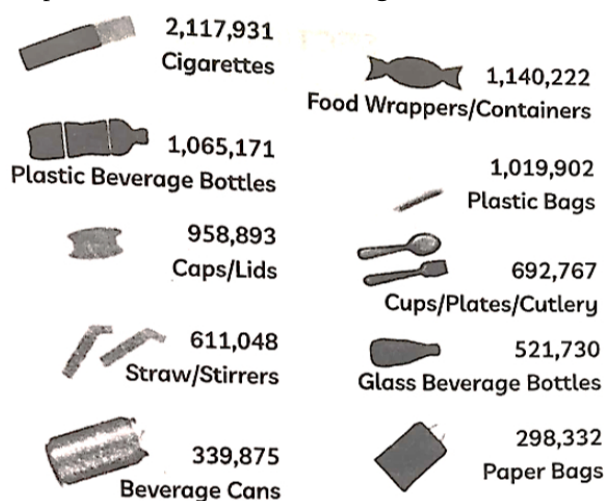 2,117,931
Cigarettes
1,140,222
Food Wrappers/Containers
1,065,171
Plastic Beverage Bottles
1,019,902
Plastic Bags
958,893
Caps/Lids
692,767
Cups/Plates/Cutlery
611,048
Straw/Stirrers
521,730
Glass Beverage Bottles
339,875
Beverage Cans
298,332
Paper Bags